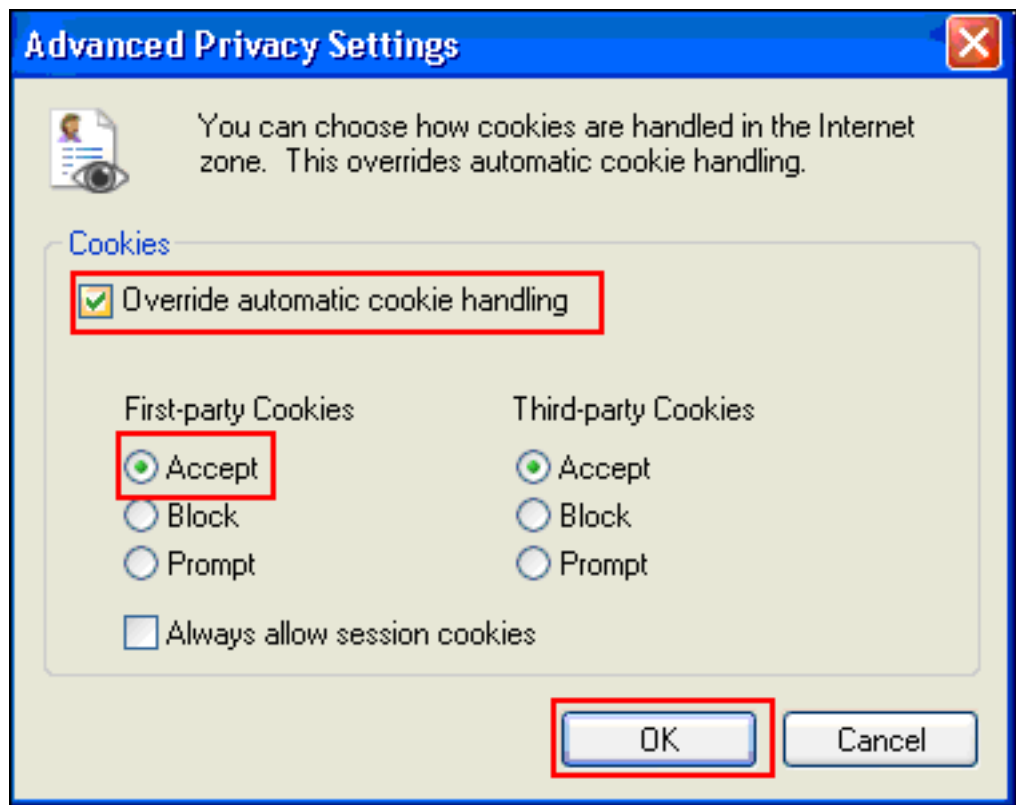 Advanced Privacy Settings
You can choose how cookies are handled in the Internet
zone.  This overrides automatic cookie handling.
Cookies
Override automatic cookie handling
First-party Cookies
Third-party Cookies
Accept
Accept
Block
Block
Prompt
Prompt
Always allow session cookies
OK
Cancel